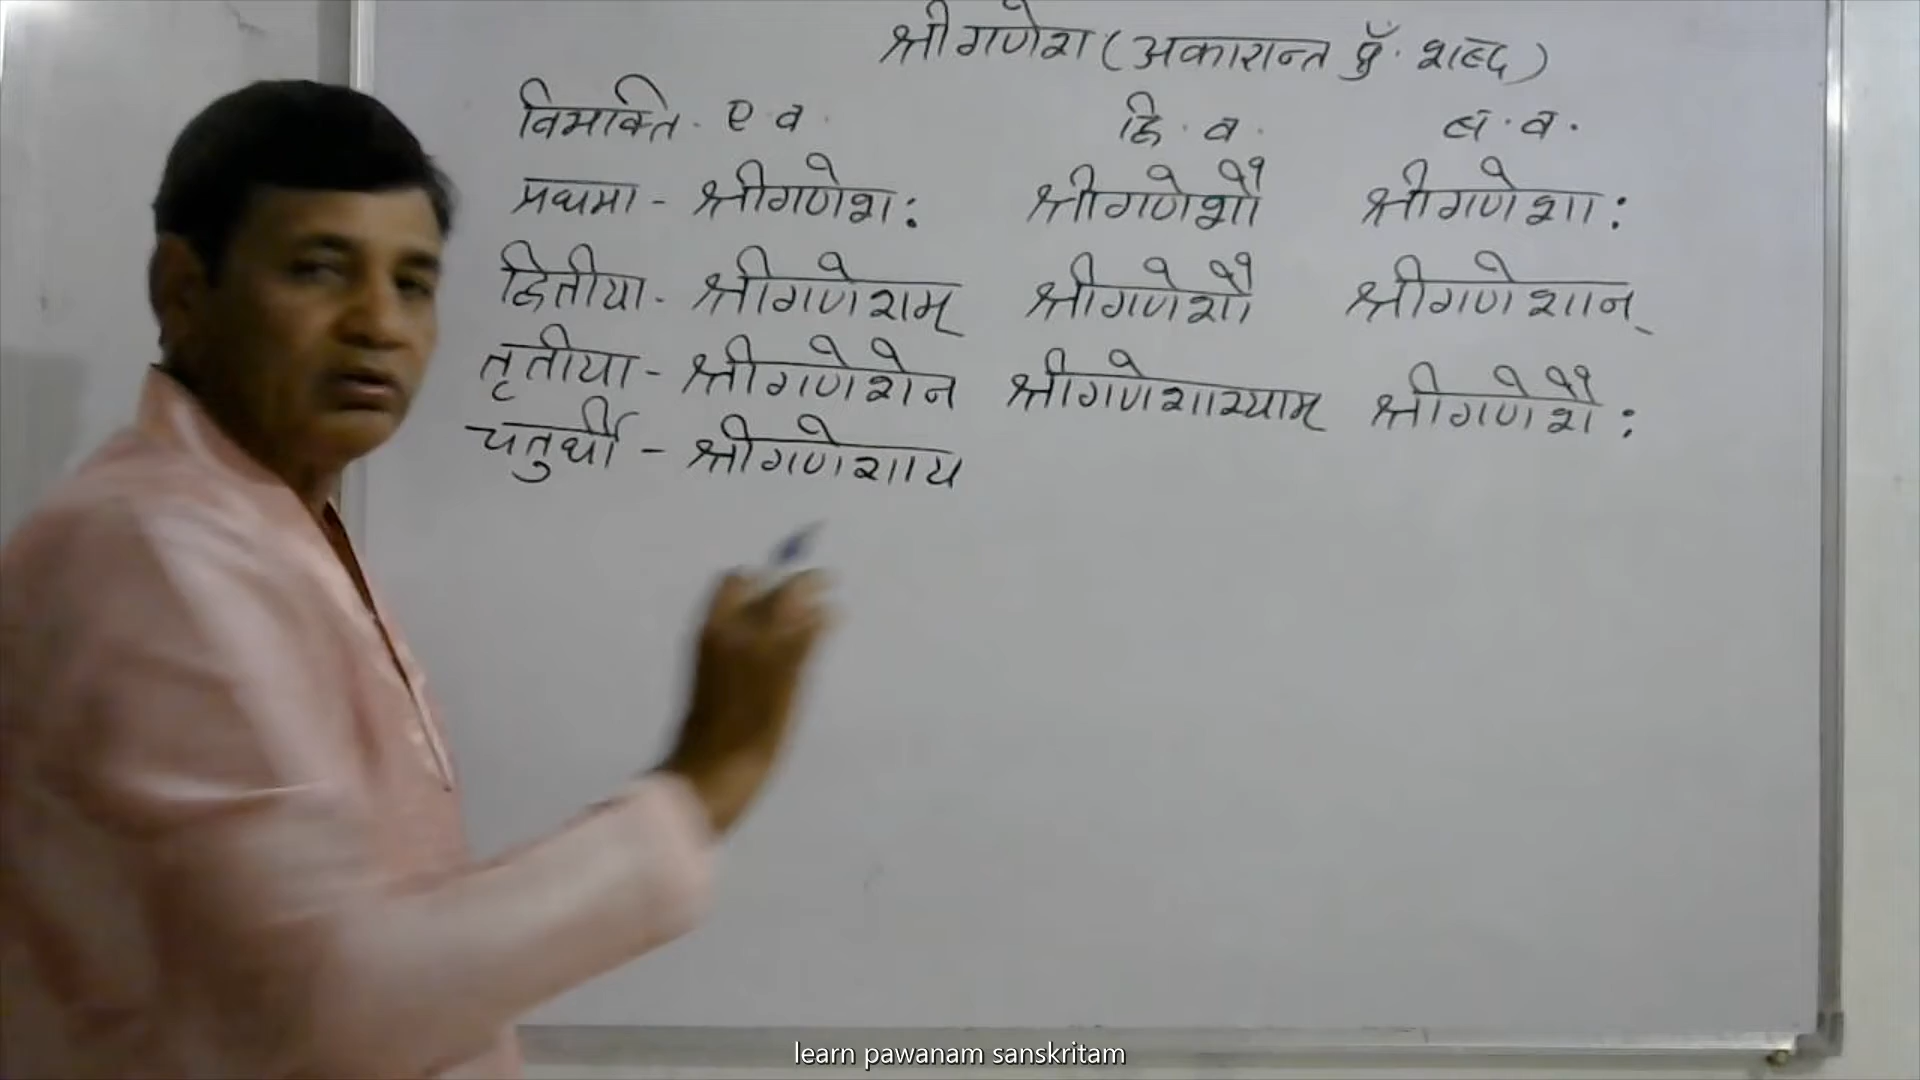 श्रीगणेश (अकारान्त पुँ. शब्द)
विभक्ति. ए.व. द्वि.व. ब.व.
प्रथमा - श्रीगणेशः श्रीगणेशौ श्रीगणेशाः
द्वितीया - श्रीगणेशम् श्रीगणेशौ श्रीगणेशान्
तृतीया - श्रीगणेशेन श्रीगणेशाभ्याम् श्रीगणेशैः
चतुर्थी - श्रीगणेशाय
learn pawanam sanskritam